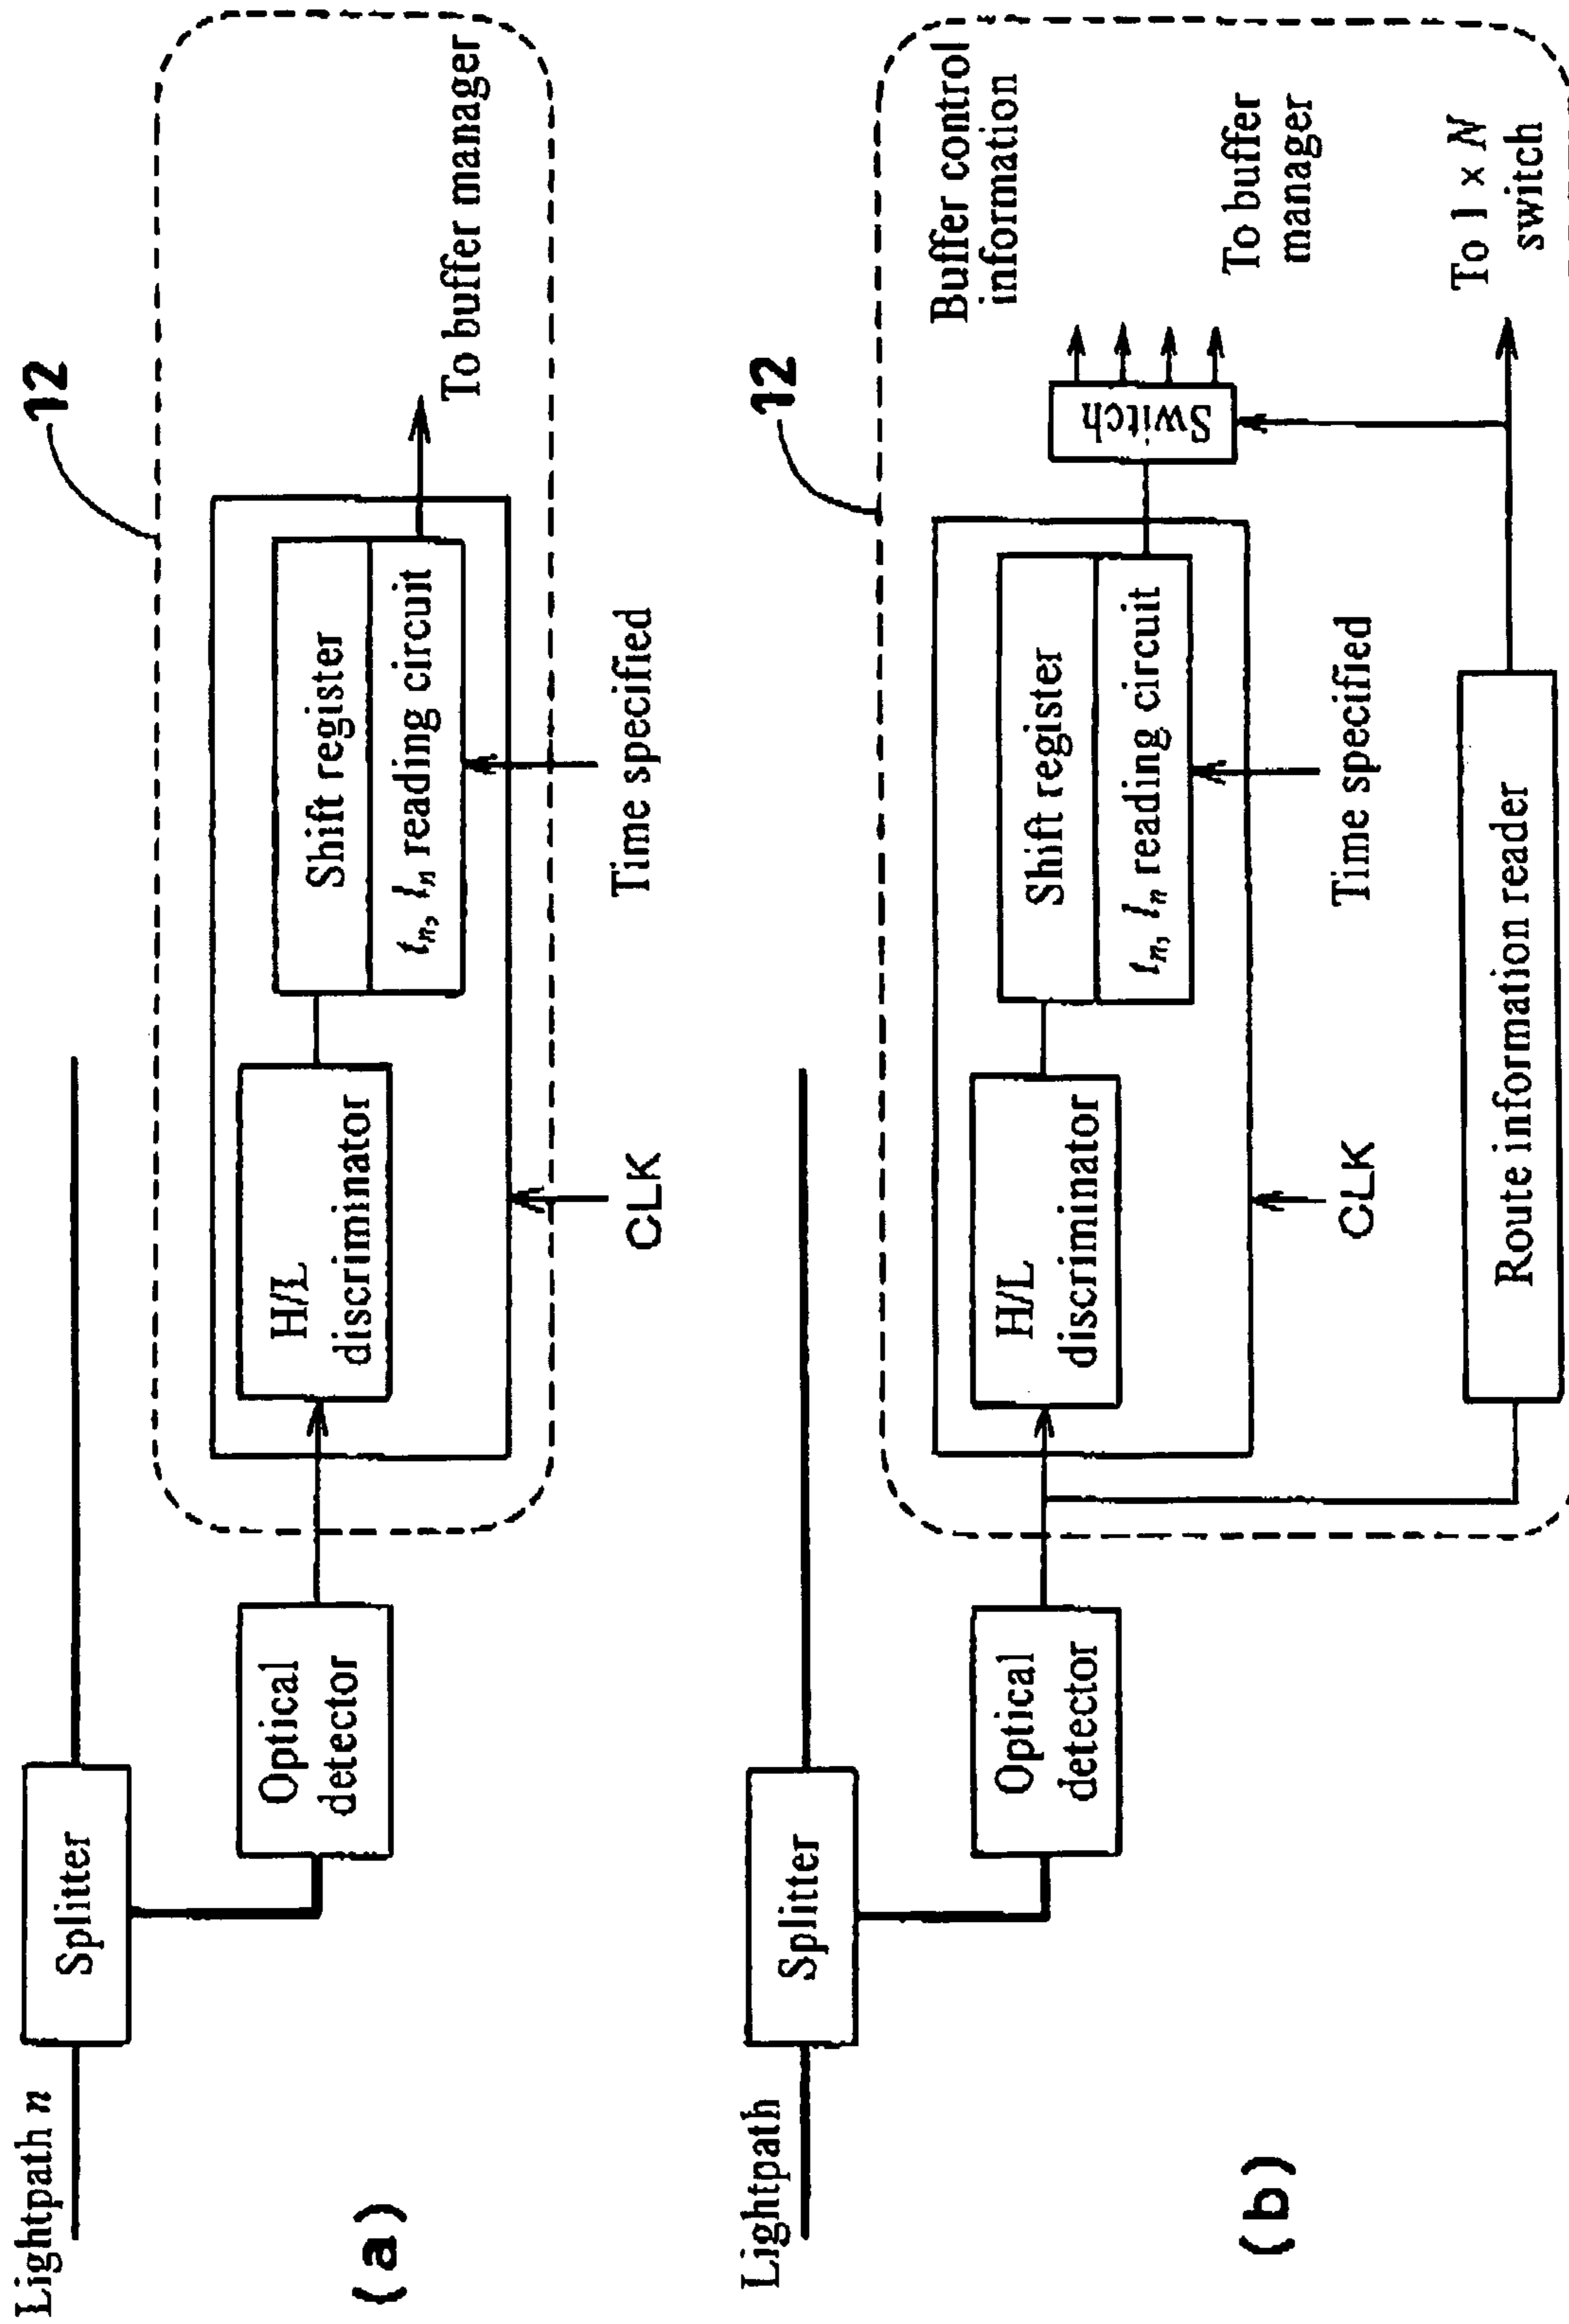 Lightpath n
Splitter
12
Optical
detector
H/L
discriminator
Shift register
tn, ln reading circuit
To buffer manager
CLK
Time specified
(a)
Lightpath
Splitter
12
Optical
detector
H/L
discriminator
Shift register
tn, ln reading circuit
Switch
Buffer control
information
To buffer
manager
CLK
Time specified
Route information reader
To 1 × N
switch
(b)